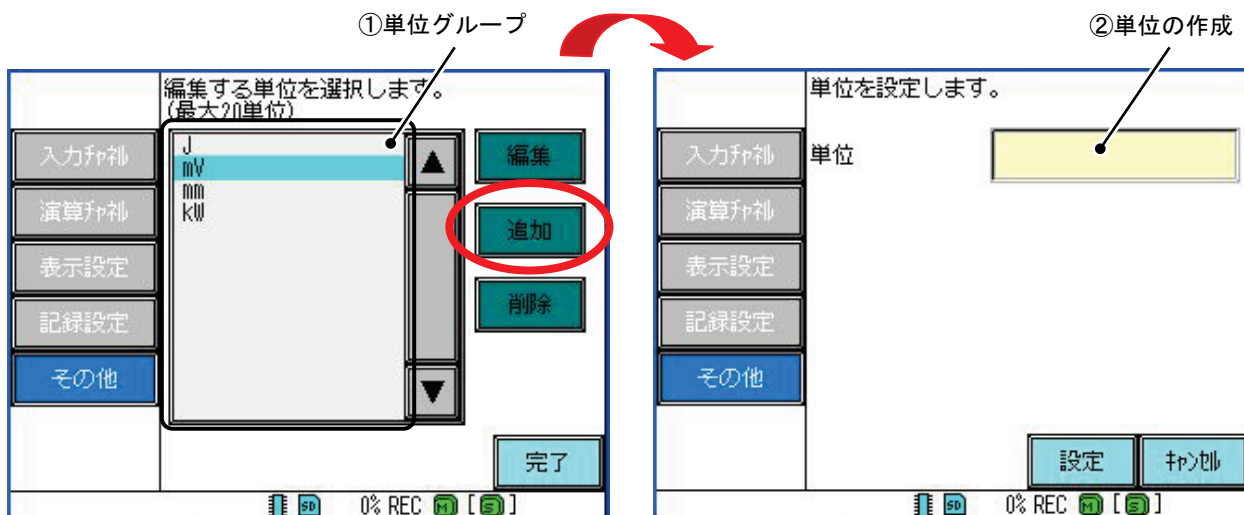 ①単位グループ
編集する単位を選択します。
(最大20単位)
入力ﾁｬﾈﾙ
演算ﾁｬﾈﾙ
表示設定
記録設定
その他
J
mV
mm
kW
▲
▼
編集
追加
削除
完了
SD 0% REC M [S]
②単位の作成
単位を設定します。
入力ﾁｬﾈﾙ
演算ﾁｬﾈﾙ
表示設定
記録設定
その他
単位
設定
ｷｬﾝｾﾙ
SD 0% REC M [S]